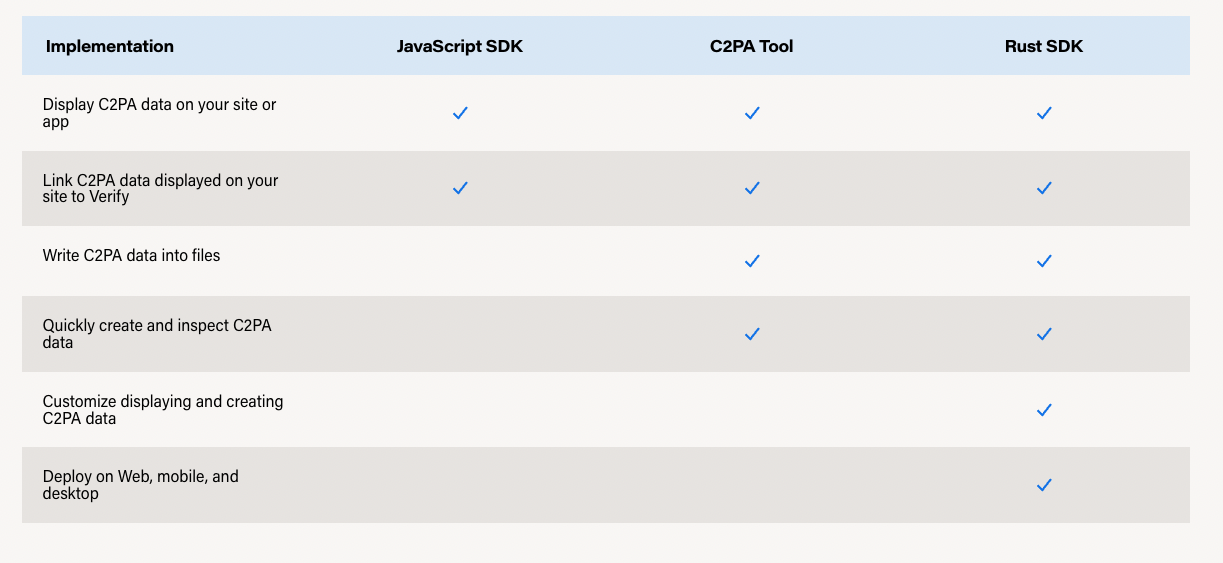 Implementation JavaScript SDK C2PA Tool Rust SDK
Display C2PA data on your site or
app
Link C2PA data displayed on your
site to Verify
Write C2PA data into files
Quickly create and inspect C2PA
data
Customize displaying and creating
C2PA data
Deploy on Web, mobile, and
desktop